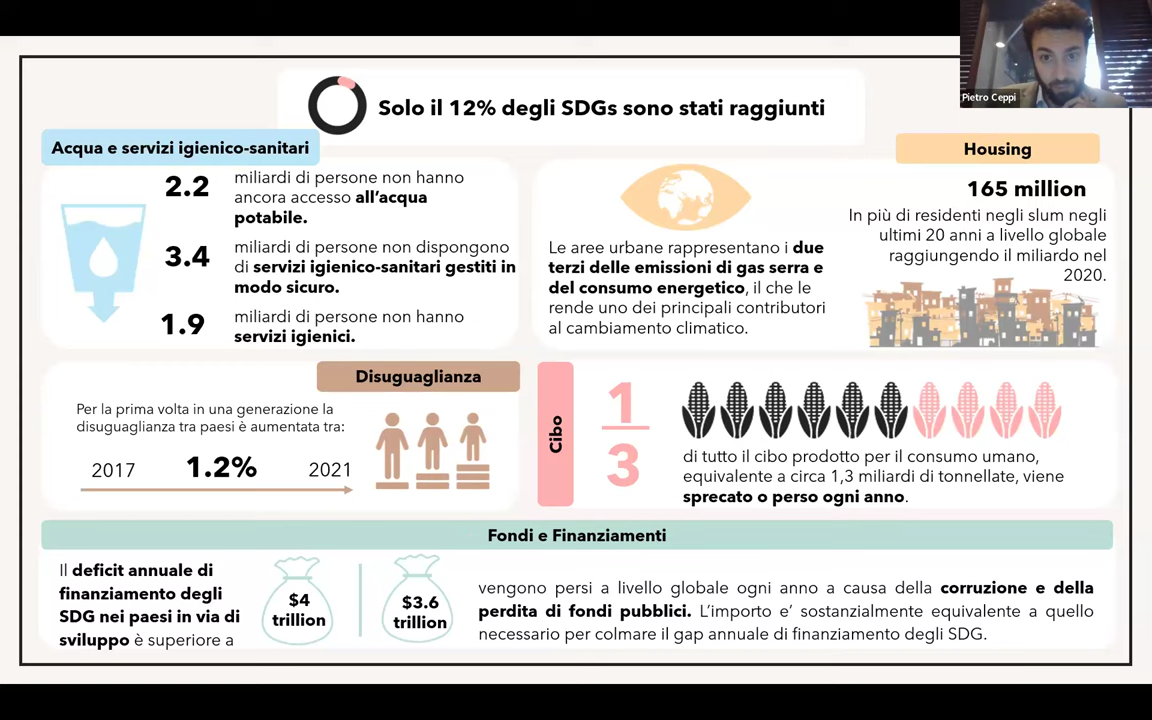 Pietro Ceppi
Solo il 12% degli SDGs sono stati raggiunti
Acqua e servizi igienico-sanitari
2.2
miliardi di persone non hanno
ancora accesso all'acqua
potabile.
3.4
miliardi di persone non dispongono
di servizi igienico-sanitari gestiti in
modo sicuro.
1.9
miliardi di persone non hanno
servizi igienici.
Le aree urbane rappresentano i due
terzi delle emissioni di gas serra e
del consumo energetico, il che le
rende uno dei principali contributori
al cambiamento climatico.
Housing
165 million
In più di residenti negli slum negli
ultimi 20 anni a livello globale
raggiungendo il miliardo nel
2020.
Disuguaglianza
Per la prima volta in una generazione la
disuguaglianza tra paesi è aumentata tra:
2017 1.2% 2021
Cibo
1
3
di tutto il cibo prodotto per il consumo umano,
equivalente a circa 1,3 miliardi di tonnellate, viene
sprecato o perso ogni anno.
Fondi e Finanziamenti
Il deficit annuale di
finanziamento degli
SDG nei paesi in via di
sviluppo è superiore a
$4
trillion
$3.6
trillion
vengono persi a livello globale ogni anno a causa della corruzione e della
perdita di fondi pubblici. L'importo e' sostanzialmente equivalente a quello
necessario per colmare il gap annuale di finanziamento degli SDG.